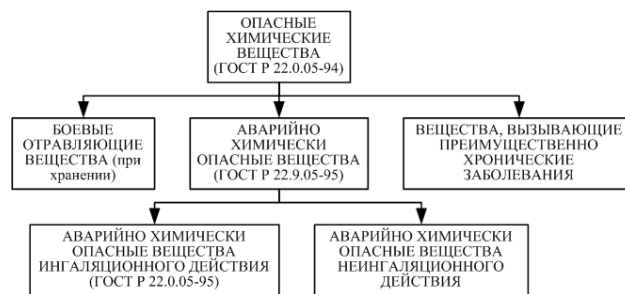 ОПАСНЫЕ
ХИМИЧЕСКИЕ
ВЕЩЕСТВА
(ГОСТ Р 22.0.05-94)
БОЕВЫЕ
ОТРАВЛЯЮЩИЕ
ВЕЩЕСТВА (при
хранении)
АВАРИЙНО
ХИМИЧЕСКИ
ОПАСНЫЕ ВЕЩЕСТВА
(ГОСТ Р 22.9.05-95)
ВЕЩЕСТВА, ВЫЗЫВАЮЩИЕ
ПРЕИМУЩЕСТВЕННО
ХРОНИЧЕСКИЕ
ЗАБОЛЕВАНИЯ
АВАРИЙНО ХИМИЧЕСКИ
ОПАСНЫЕ ВЕЩЕСТВА
ИНГАЛЯЦИОННОГО ДЕЙСТВИЯ
(ГОСТ Р 22.0.05-95)
АВАРИЙНО ХИМИЧЕСКИ
ОПАСНЫЕ ВЕЩЕСТВА
НЕИНГАЛЯЦИОННОГО
ДЕЙСТВИЯ